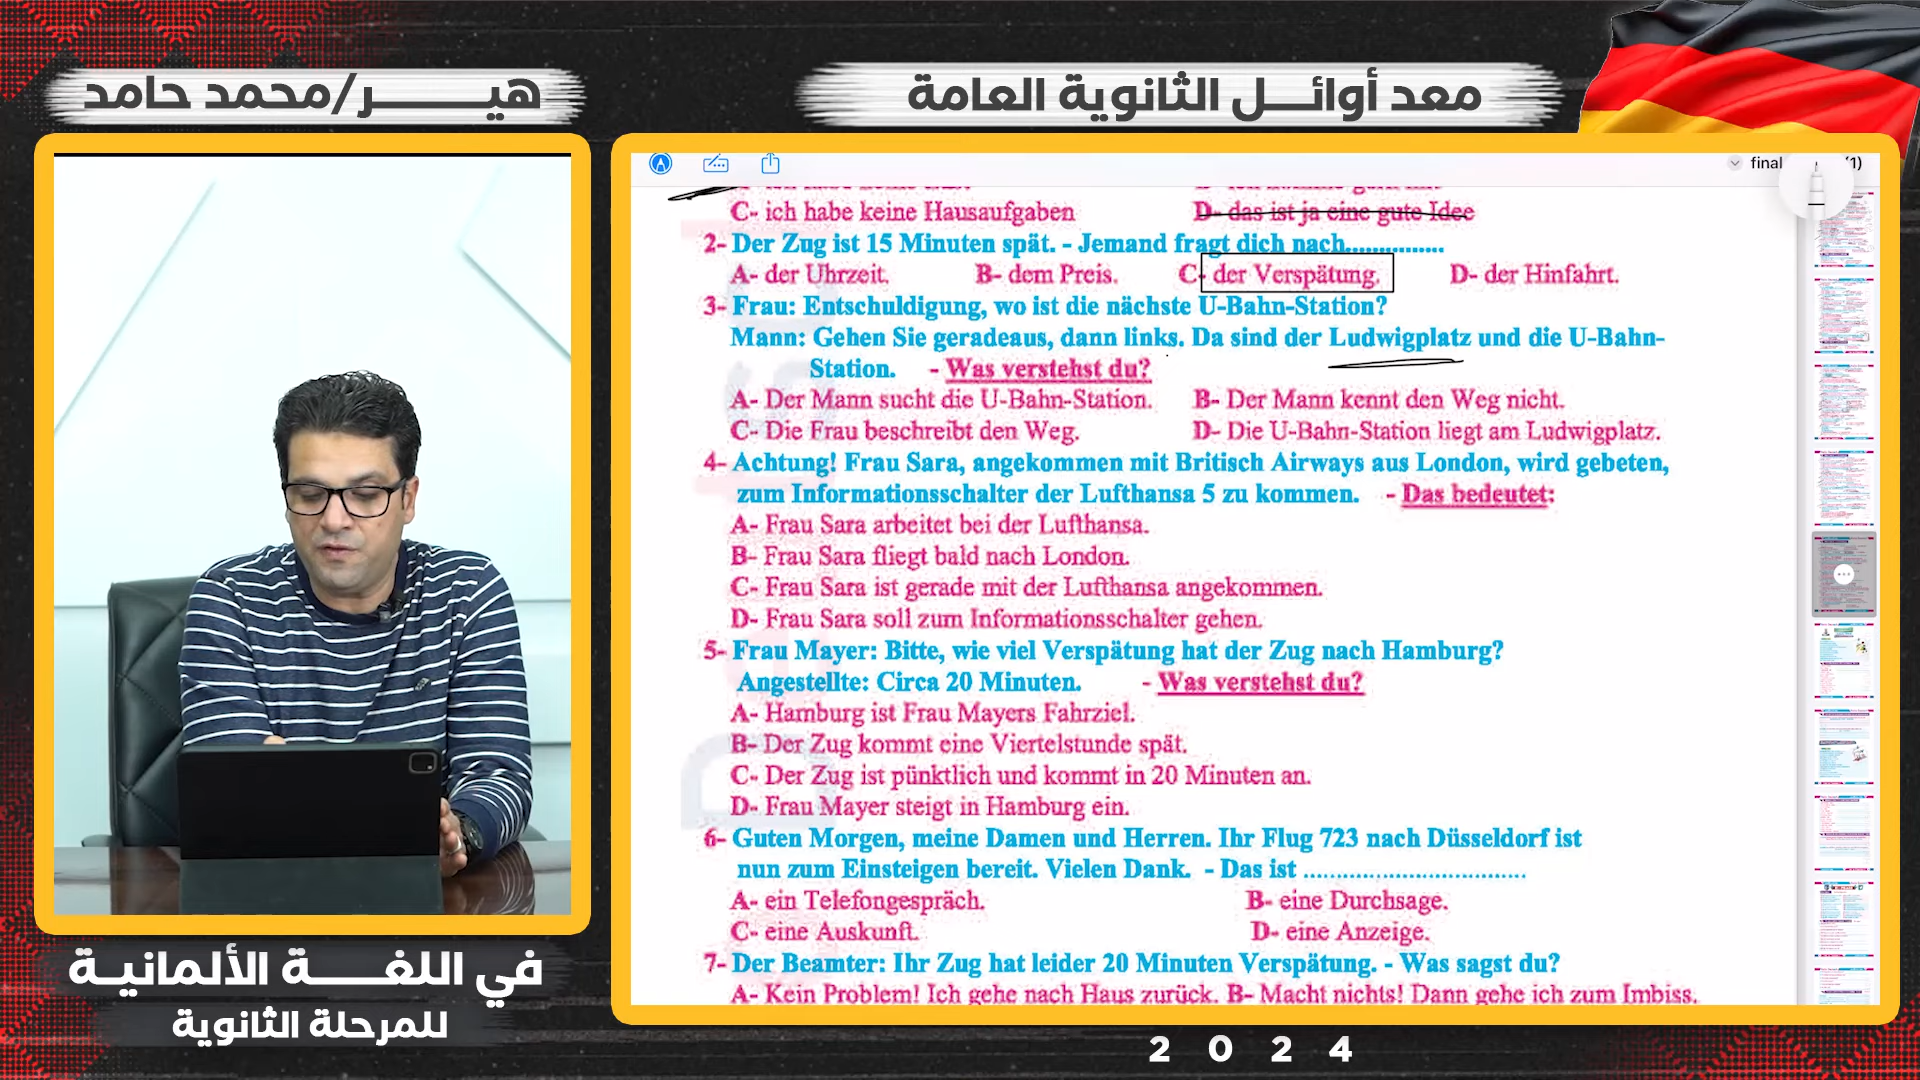 هيــــــر/محمد حامد
معد أوائــل الثانوية العامة
final
(1)
C- ich habe keine Hausaufgaben
D- das ist ja eine gute Idee
2- Der Zug ist 15 Minuten spät. - Jemand fragt dich nach...............
A- der Uhrzeit. B- dem Preis. C- der Verspätung. D- der Hinfahrt.
3- Frau: Entschuldigung, wo ist die nächste U-Bahn-Station?
Mann: Gehen Sie geradeaus, dann links. Da sind der Ludwigplatz und die U-Bahn-
Station. - Was verstehst du?
A- Der Mann sucht die U-Bahn-Station. B- Der Mann kennt den Weg nicht.
C- Die Frau beschreibt den Weg. D- Die U-Bahn-Station liegt am Ludwigplatz.
4- Achtung! Frau Sara, angekommen mit Britisch Airways aus London, wird gebeten,
zum Informationsschalter der Lufthansa 5 zu kommen. - Das bedeutet:
A- Frau Sara arbeitet bei der Lufthansa.
B- Frau Sara fliegt bald nach London.
C- Frau Sara ist gerade mit der Lufthansa angekommen.
D- Frau Sara soll zum Informationsschalter gehen.
5- Frau Mayer: Bitte, wie viel Verspätung hat der Zug nach Hamburg?
Angestellte: Circa 20 Minuten. - Was verstehst du?
A- Hamburg ist Frau Mayers Fahrziel.
B- Der Zug kommt eine Viertelstunde spät.
C- Der Zug ist pünktlich und kommt in 20 Minuten an.
D- Frau Mayer steigt in Hamburg ein.
6- Guten Morgen, meine Damen und Herren. Ihr Flug 723 nach Düsseldorf ist
nun zum Einsteigen bereit. Vielen Dank. - Das ist .................................
A- ein Telefongespräch. B- eine Durchsage.
C- eine Auskunft. D- eine Anzeige.
7- Der Beamter: Ihr Zug hat leider 20 Minuten Verspätung. - Was sagst du?
A- Kein Problem! Ich gehe nach Haus zurück. B- Macht nichts! Dann gehe ich zum Imbiss.
في اللغــــة الألمانيـة
للمرحلة الثانوية
2024